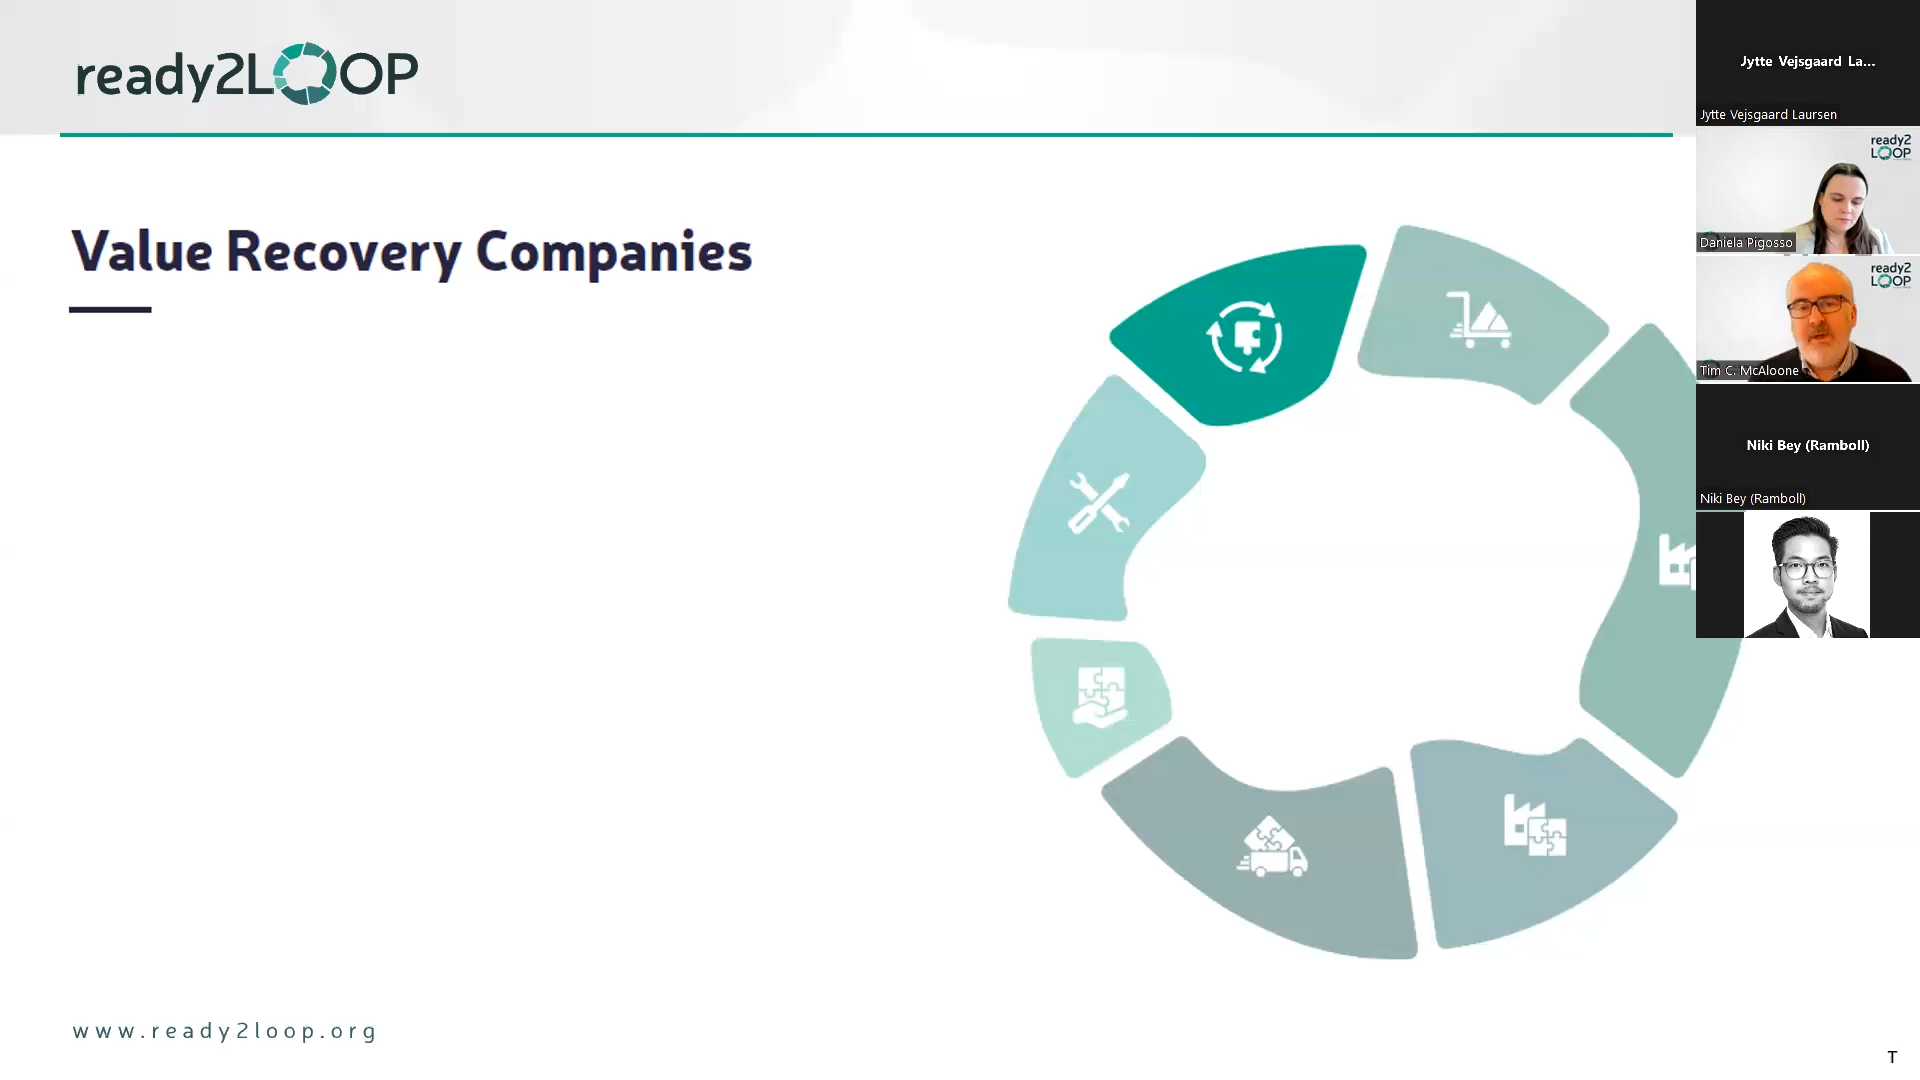 ready2LOOP
Value Recovery Companies
www.ready2loop.org
Jytte Vejsgaard La...
Jytte Vejsgaard Laursen
ready2
LOOP
Daniela Pigosso
ready2
LOOP
Tim C. McAloone
Niki Bey (Ramboll)
Niki Bey (Ramboll)
T